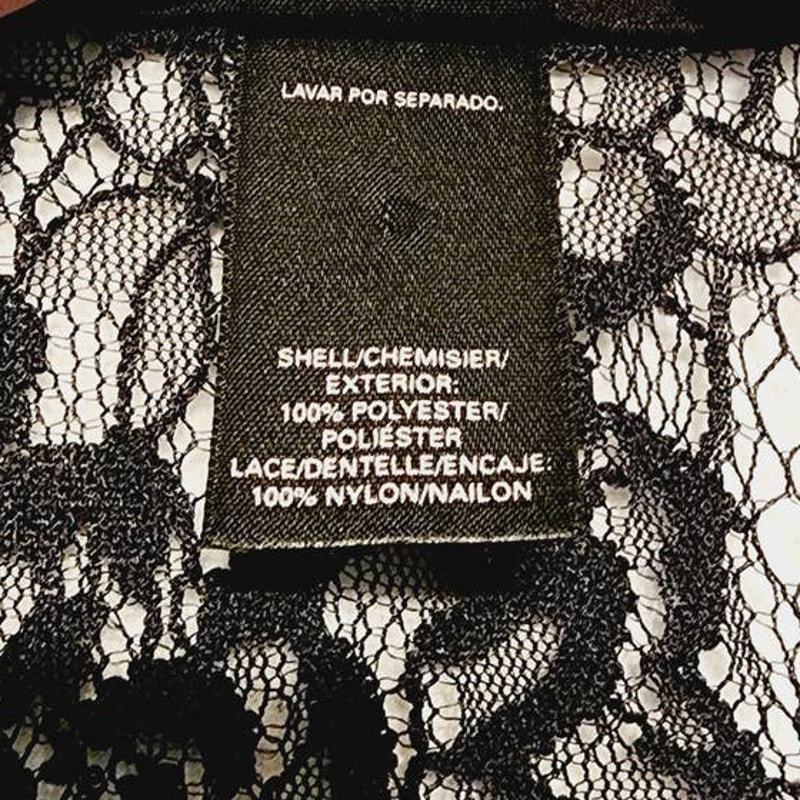 LAVAR POR SEPARADO.
SHELL/CHEMISIER/
EXTERIOR:
100% POLYESTER/
POLIÉSTER
LACE/DENTELLE/ENCAJE:
100% NYLON/NAILON